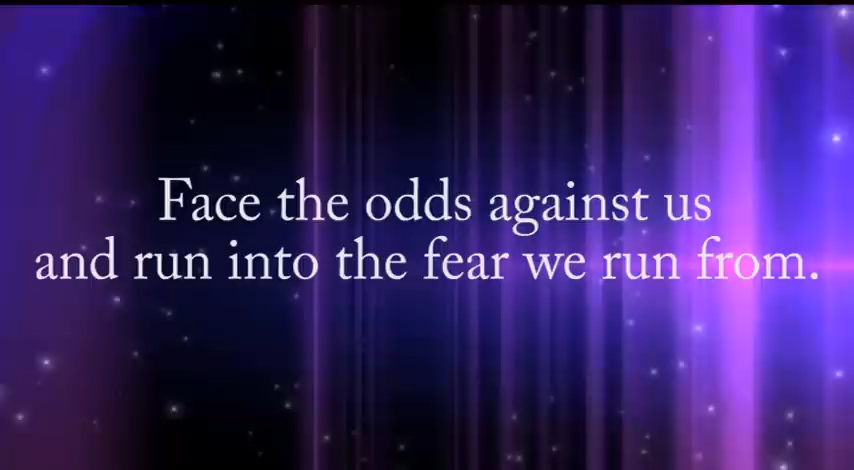 Face the odds against us
and run into the fear we run from.